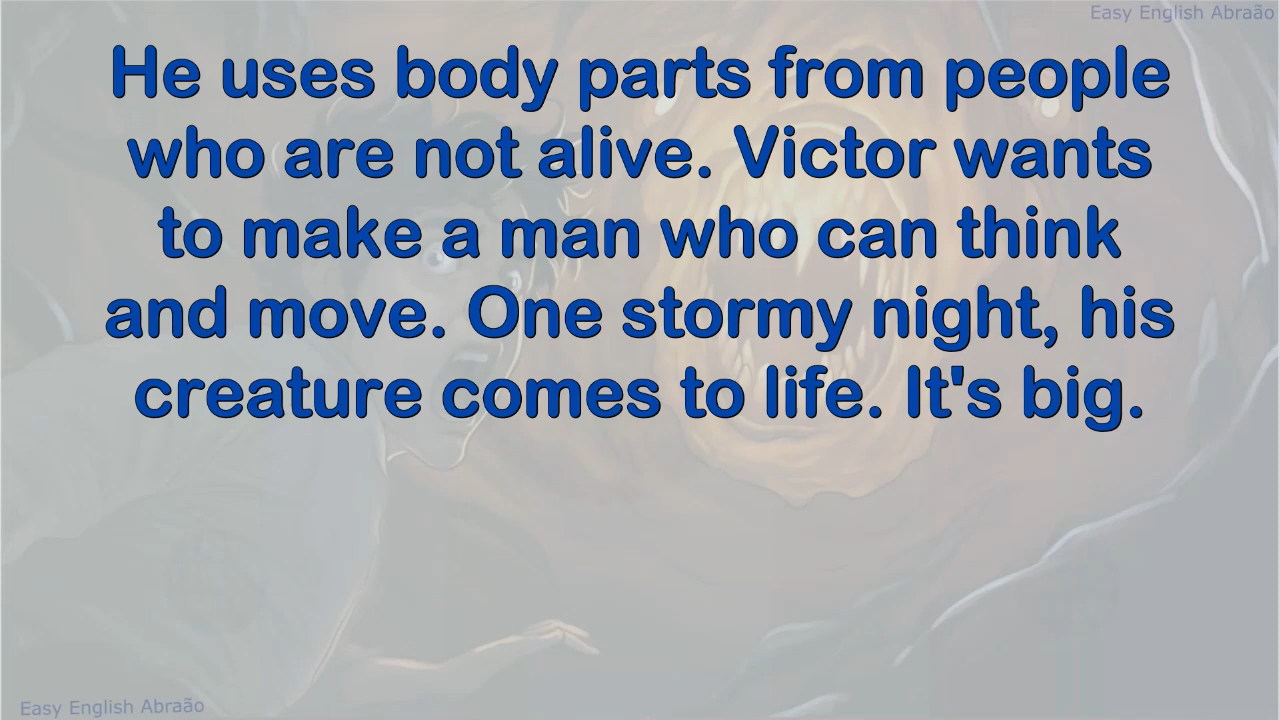 Easy English Abraão
He uses body parts from people
who are not alive. Victor wants
to make a man who can think
and move. One stormy night, his
creature comes to life. It's big.
Easy English Abraão